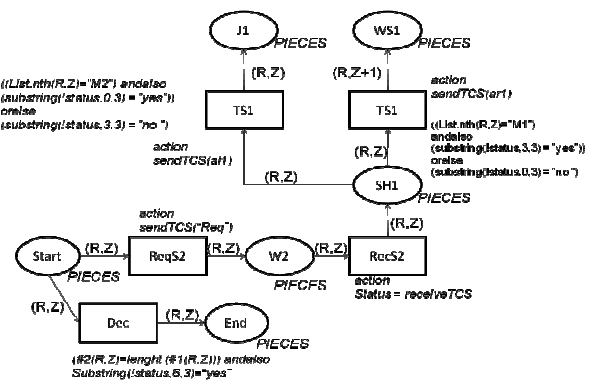 J1
PIECES
WS1
PIECES
(R,Z)
(R,Z+1)
((List.nth(R,Z)="M2") andalso
(substring(!status,0,3) = "yes"))
orelse
(substring(!status,3,3) = "no ")
TS1
TS1
action
sendTCS(ar1)
((List.nth(R,Z)="M1")
andalso
(substring(!status,3,3) = "yes"))
orelse
(substring(!status,0,3) = "no")
action
sendTCS(al1)
(R,Z)
(R,Z)
SH1
PIECES
(R,Z)
action
sendTCS("Req")
Start
PIECES
(R,Z)
ReqS2
(R,Z)
W2
PIECES
(R,Z)
RecS2
action
Status = receiveTCS
(R,Z)
Dec
(R,Z)
End
PIECES
(#2(R,Z)=lenght (#1(R,Z))) andalso
Substring(!status,6,3)="yes"